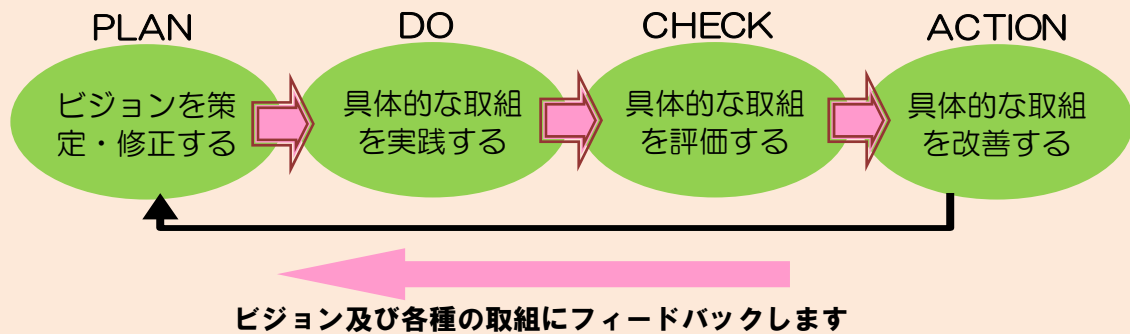 PLAN
DO
CHECK
ACTION
ビジョンを策
定・修正する
具体的な取組
を実践する
具体的な取組
を評価する
具体的な取組
を改善する
ビジョン及び各種の取組にフィードバックします